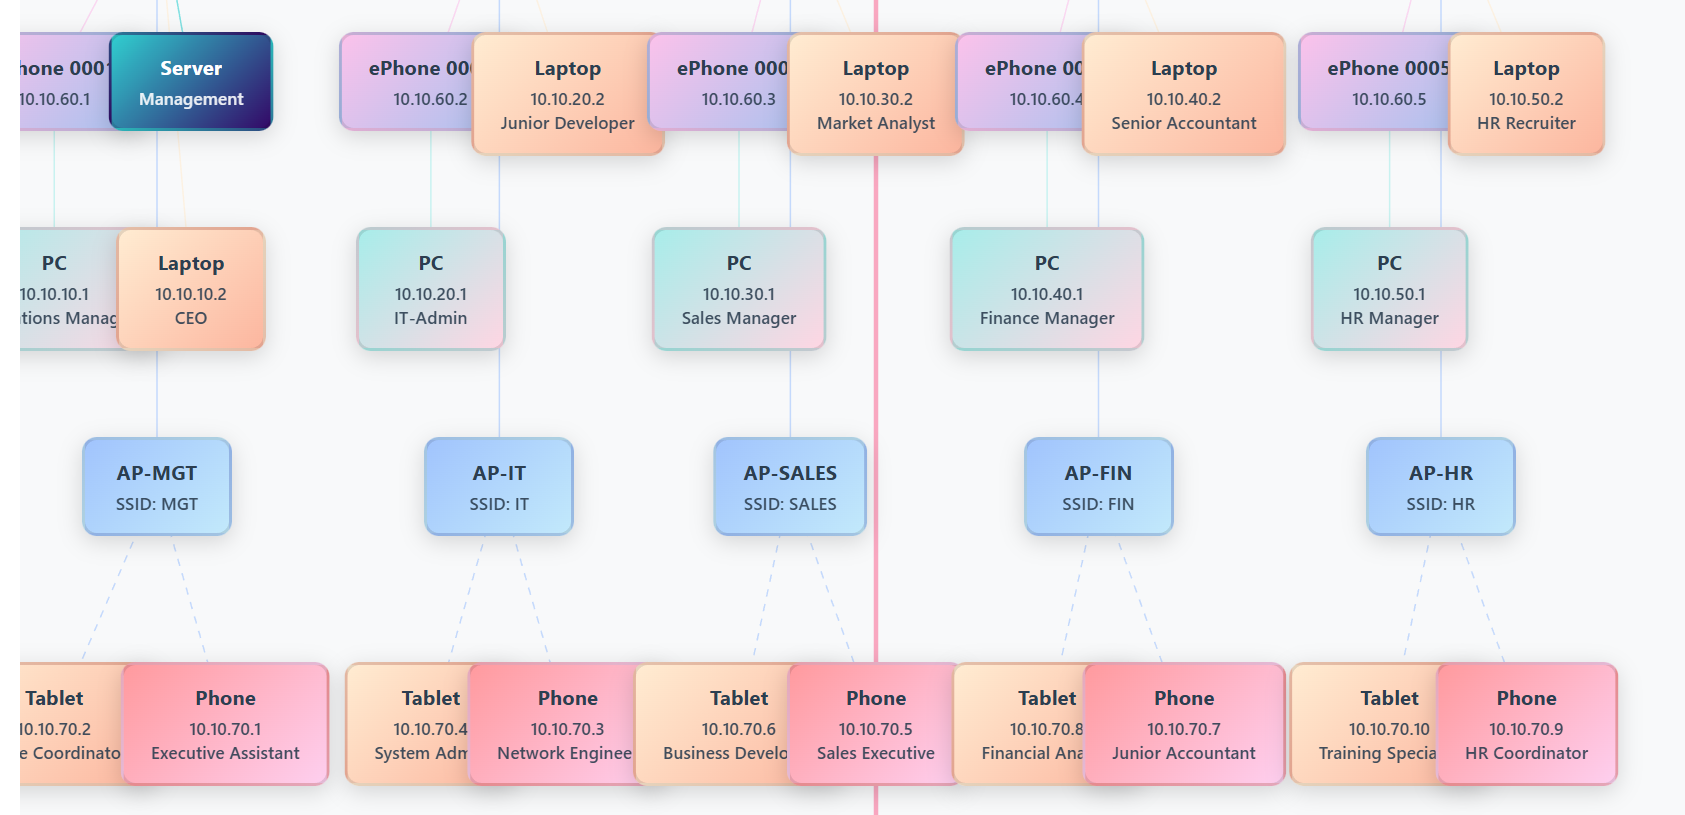 hone 000
10.10.60.1
Server
Management
ePhone 00
10.10.60.2
Laptop
10.10.20.2
Junior Developer
ePhone 000
10.10.60.3
Laptop
10.10.30.2
Market Analyst
ePhone 00
10.10.60.4
Laptop
10.10.40.2
Senior Accountant
ePhone 0005
10.10.60.5
Laptop
10.10.50.2
HR Recruiter
PC
10.10.10.1
tions Manag
Laptop
10.10.10.2
CEO
PC
10.10.20.1
IT-Admin
PC
10.10.30.1
Sales Manager
PC
10.10.40.1
Finance Manager
PC
10.10.50.1
HR Manager
AP-MGT
SSID: MGT
AP-IT
SSID: IT
AP-SALES
SSID: SALES
AP-FIN
SSID: FIN
AP-HR
SSID: HR
Tablet
10.10.70.2
e Coordinato
Phone
10.10.70.1
Executive Assistant
Tablet
10.10.70.4
System Adm
Phone
10.10.70.3
Network Enginee
Tablet
10.10.70.6
Business Develo
Phone
10.10.70.5
Sales Executive
Tablet
10.10.70.8
Financial Ana
Phone
10.10.70.7
Junior Accountant
Tablet
10.10.70.10
Training Specia
Phone
10.10.70.9
HR Coordinator